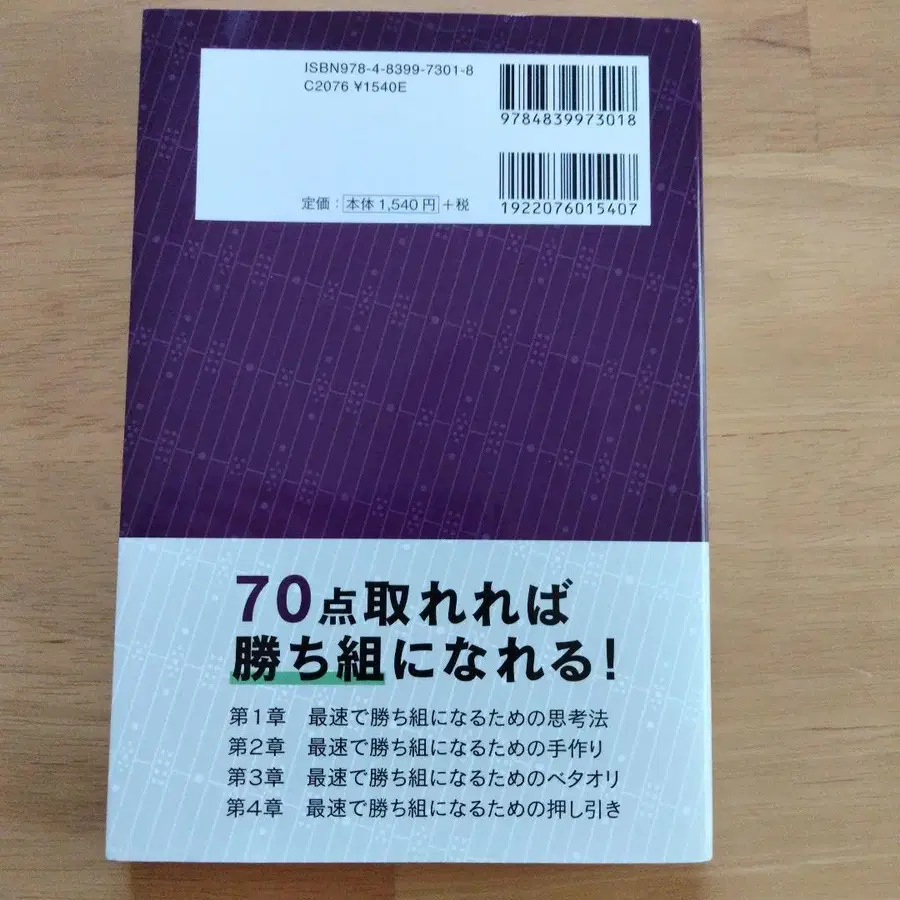 ISBN978-4-8399-7301-8
C2076 ¥1540E
9784839973018
定価：本体1,540円+税
1922076015407
70点取れれば
勝ち組になれる！
第1章　最速で勝ち組になるための思考法
第2章　最速で勝ち組になるための手作り
第3章　最速で勝ち組になるためのベタオリ
第4章　最速で勝ち組になるための押し引き